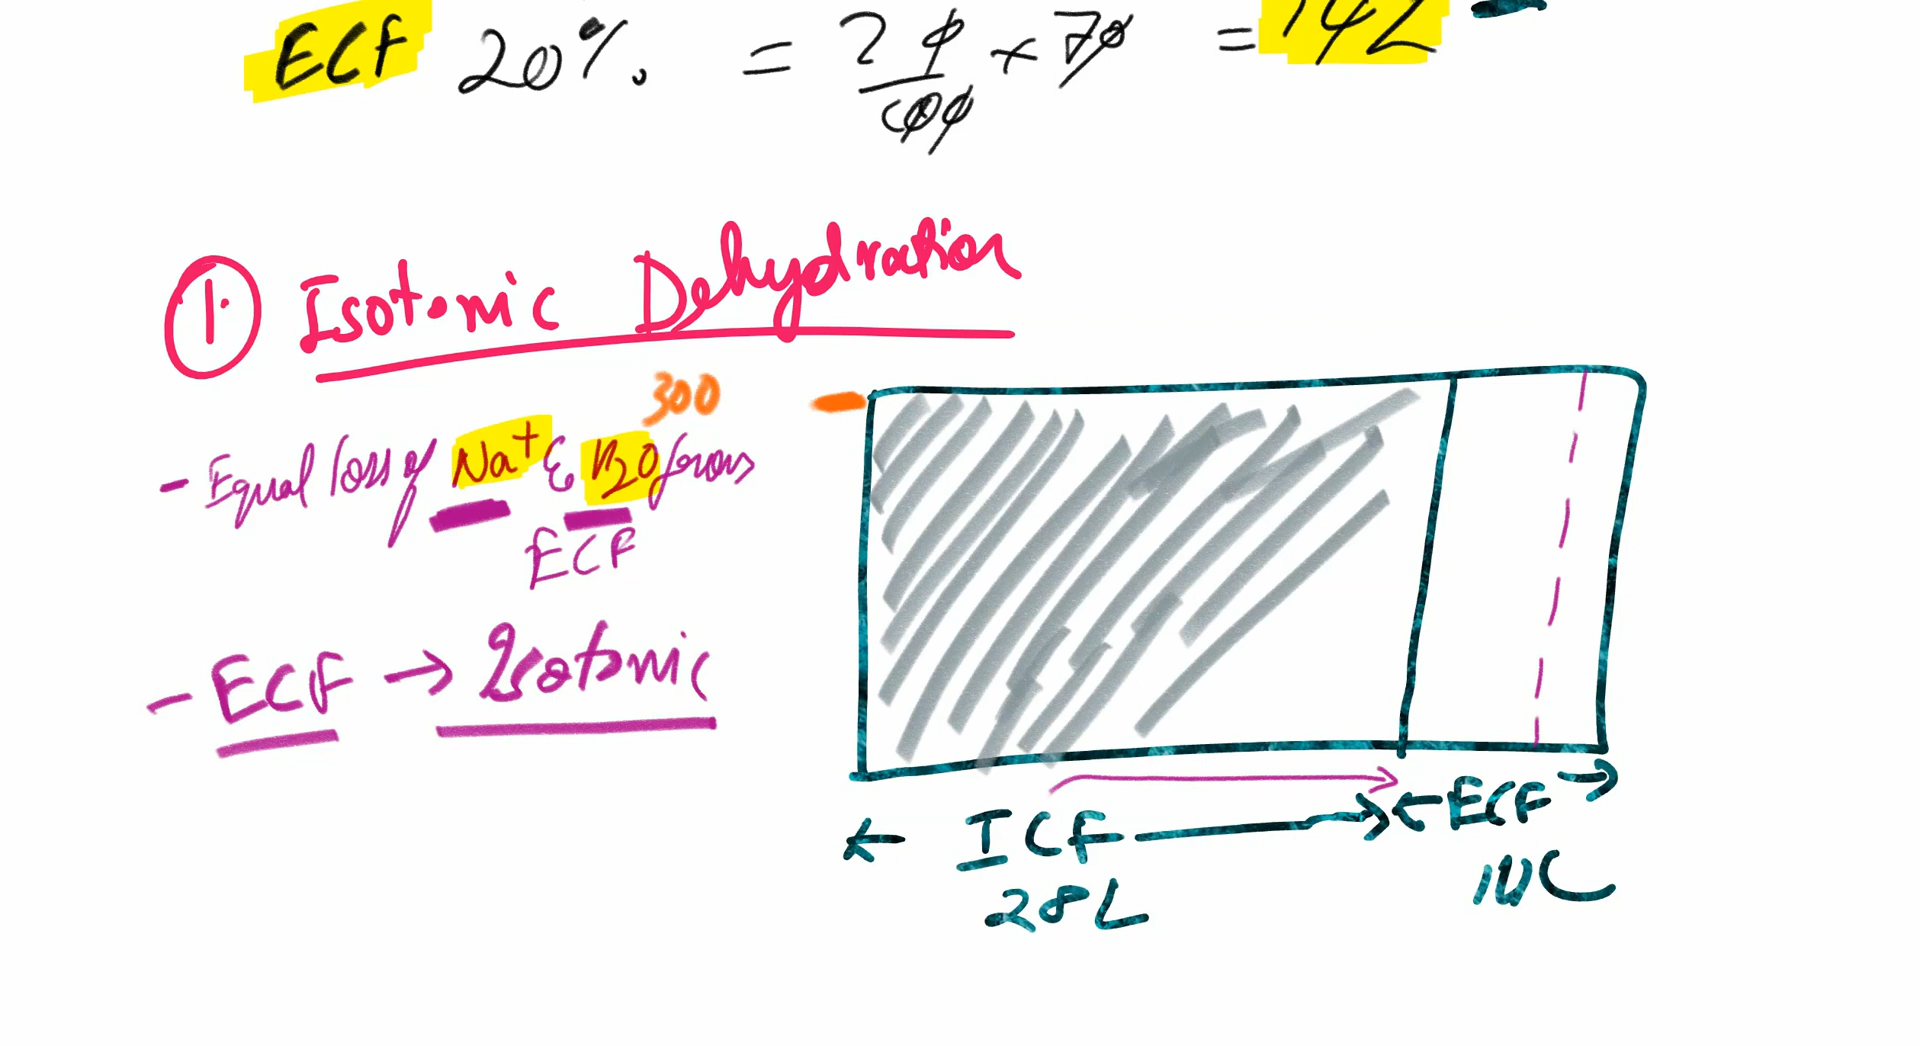 ECF 20% = 20/100 × 70 = 14L
① Isotonic Dehydration
300
- Equal loss of Na⁺ & H2O from
ECF
- ECF → Isotonic
← ICF → ← ECF →
28L 14L